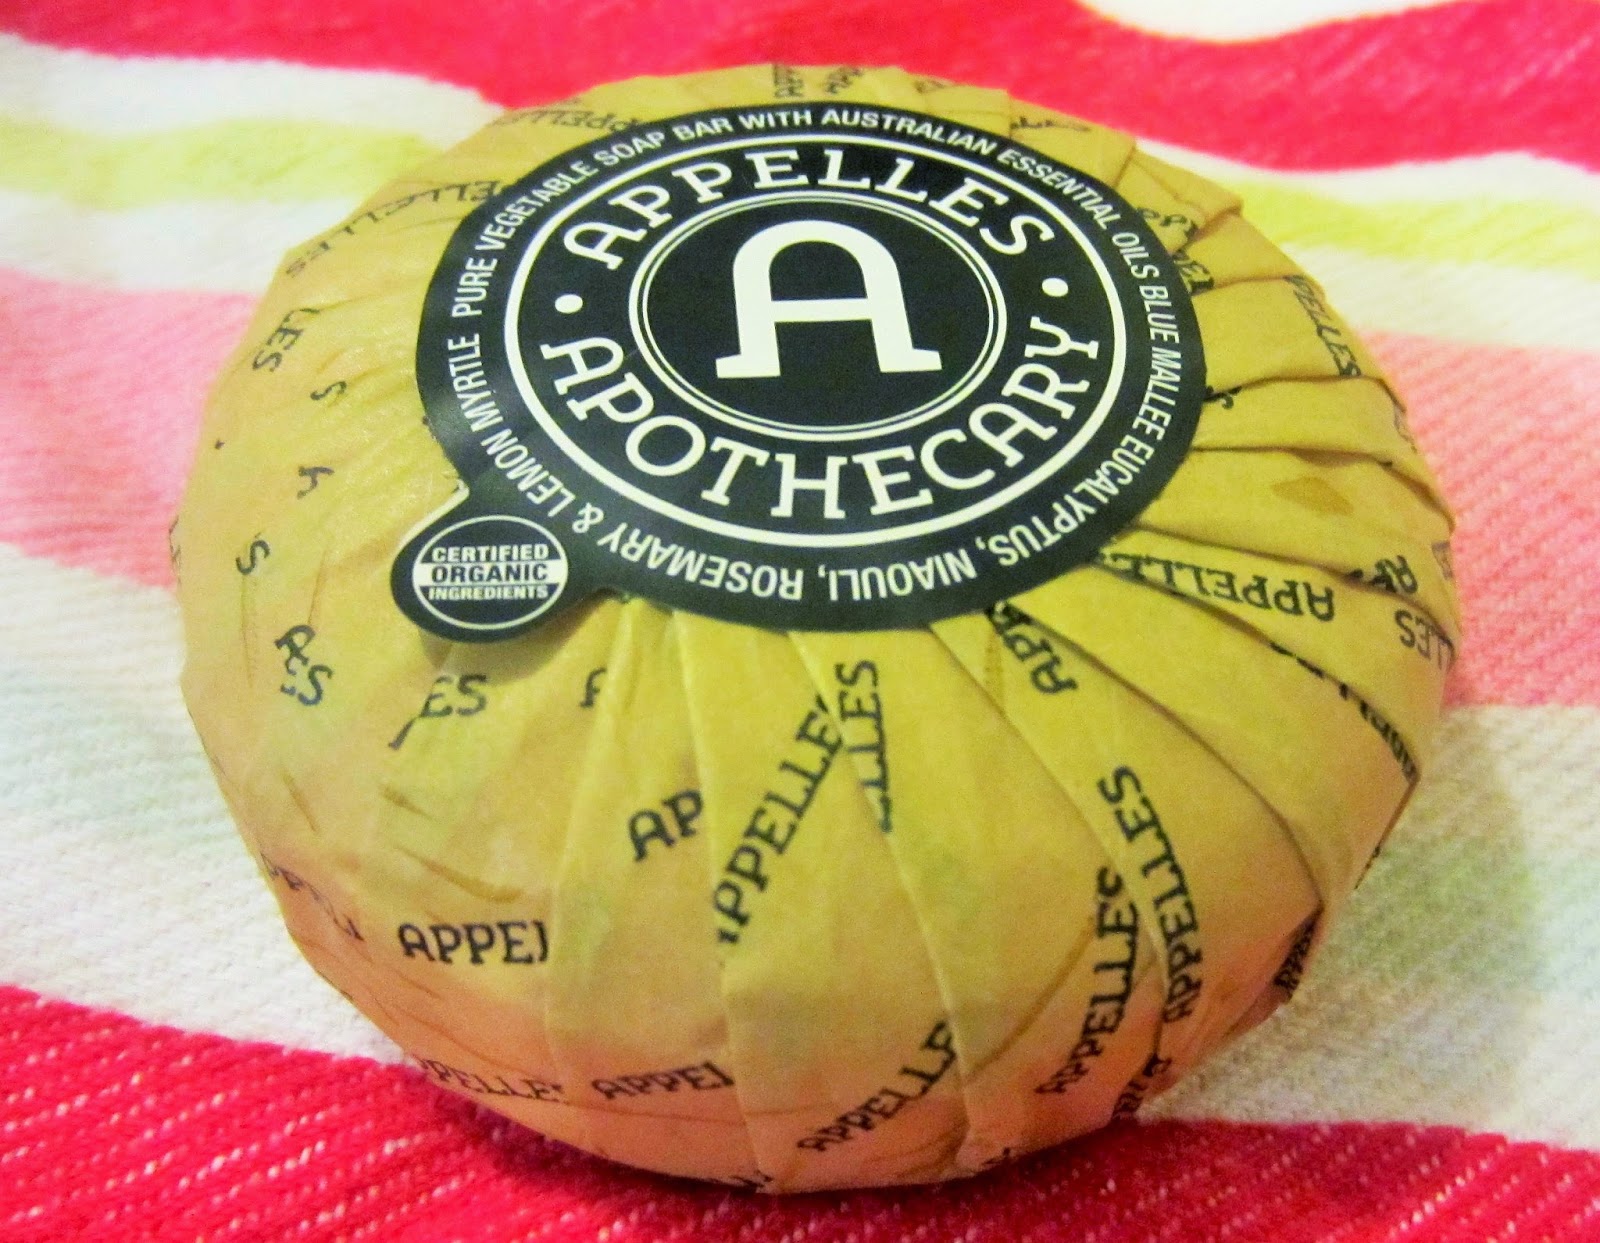 PURE VEGETABLE SOAP BAR WITH AUSTRALIAN ESSENTIAL OILS BLUE MALLEE EUCALYPTUS, NIAOULI, ROSEMARY & LEMON MYRTLE
APPELLES
A
APOTHECARY
CERTIFIED
ORGANIC
INGREDIENTS
APPELLES
APPELLES
APPELLES
APPELLES
APPELLES